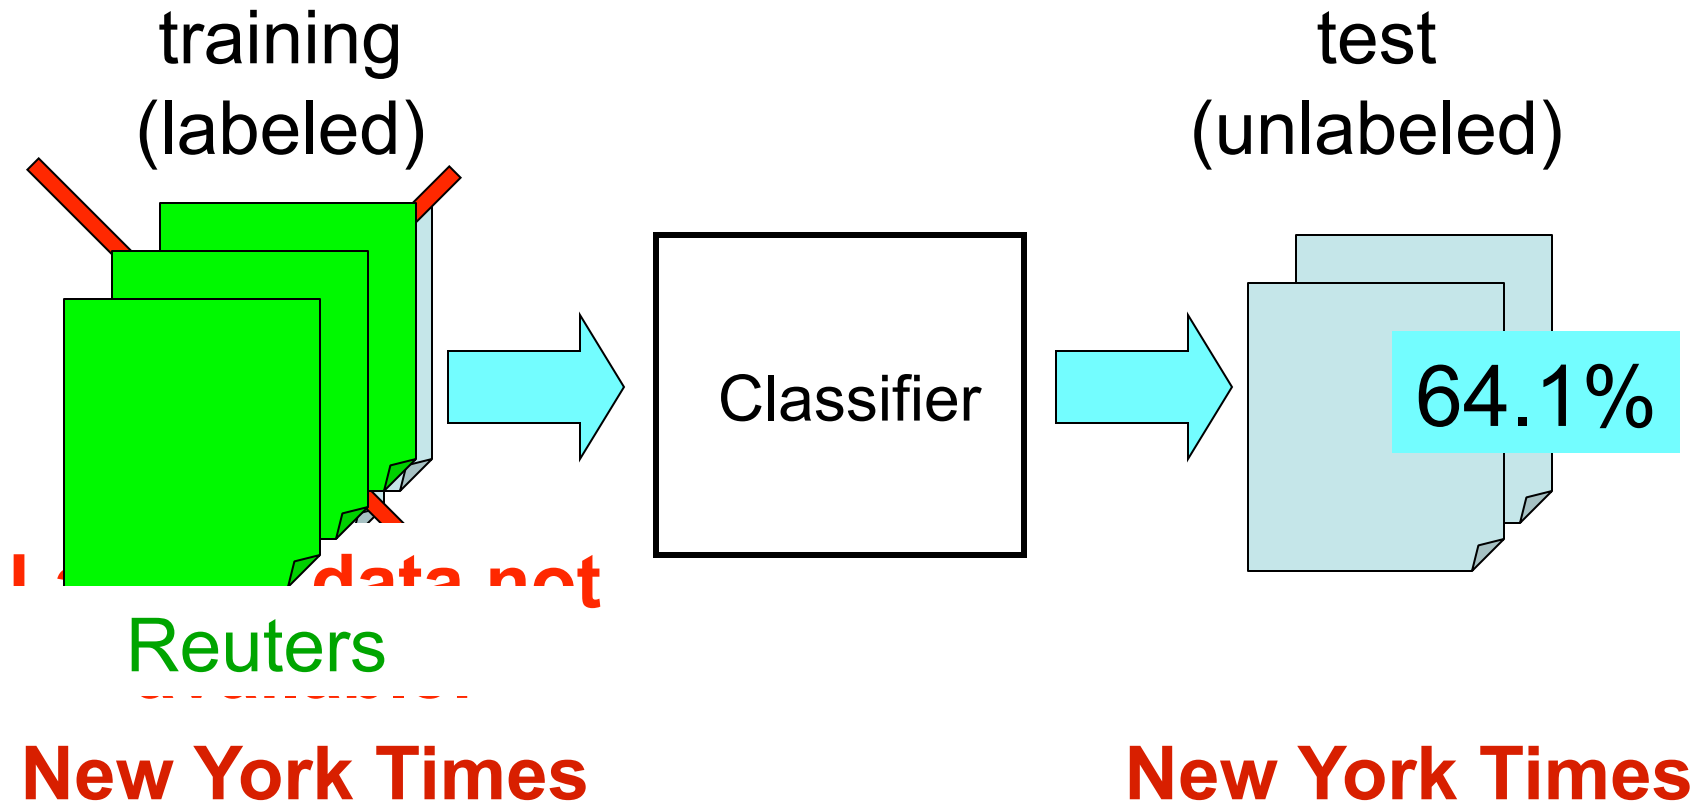 training
(labeled)
test
(unlabeled)
Classifier
64.1%
data not
Reuters
New York Times
New York Times